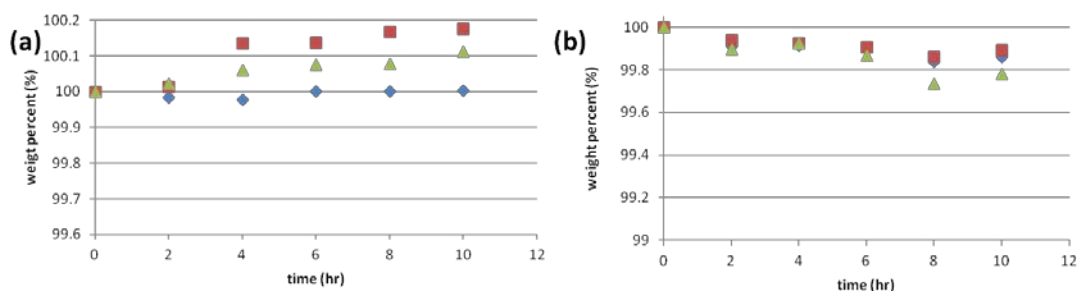 (a)
weigt percent (%)
100.2
100.1
100
99.9
99.8
99.7
99.6
0 2 4 6 8 10 12
time (hr)
(b)
weight percent (%)
100
99.8
99.6
99.4
99.2
99
0 2 4 6 8 10 12
time (hr)